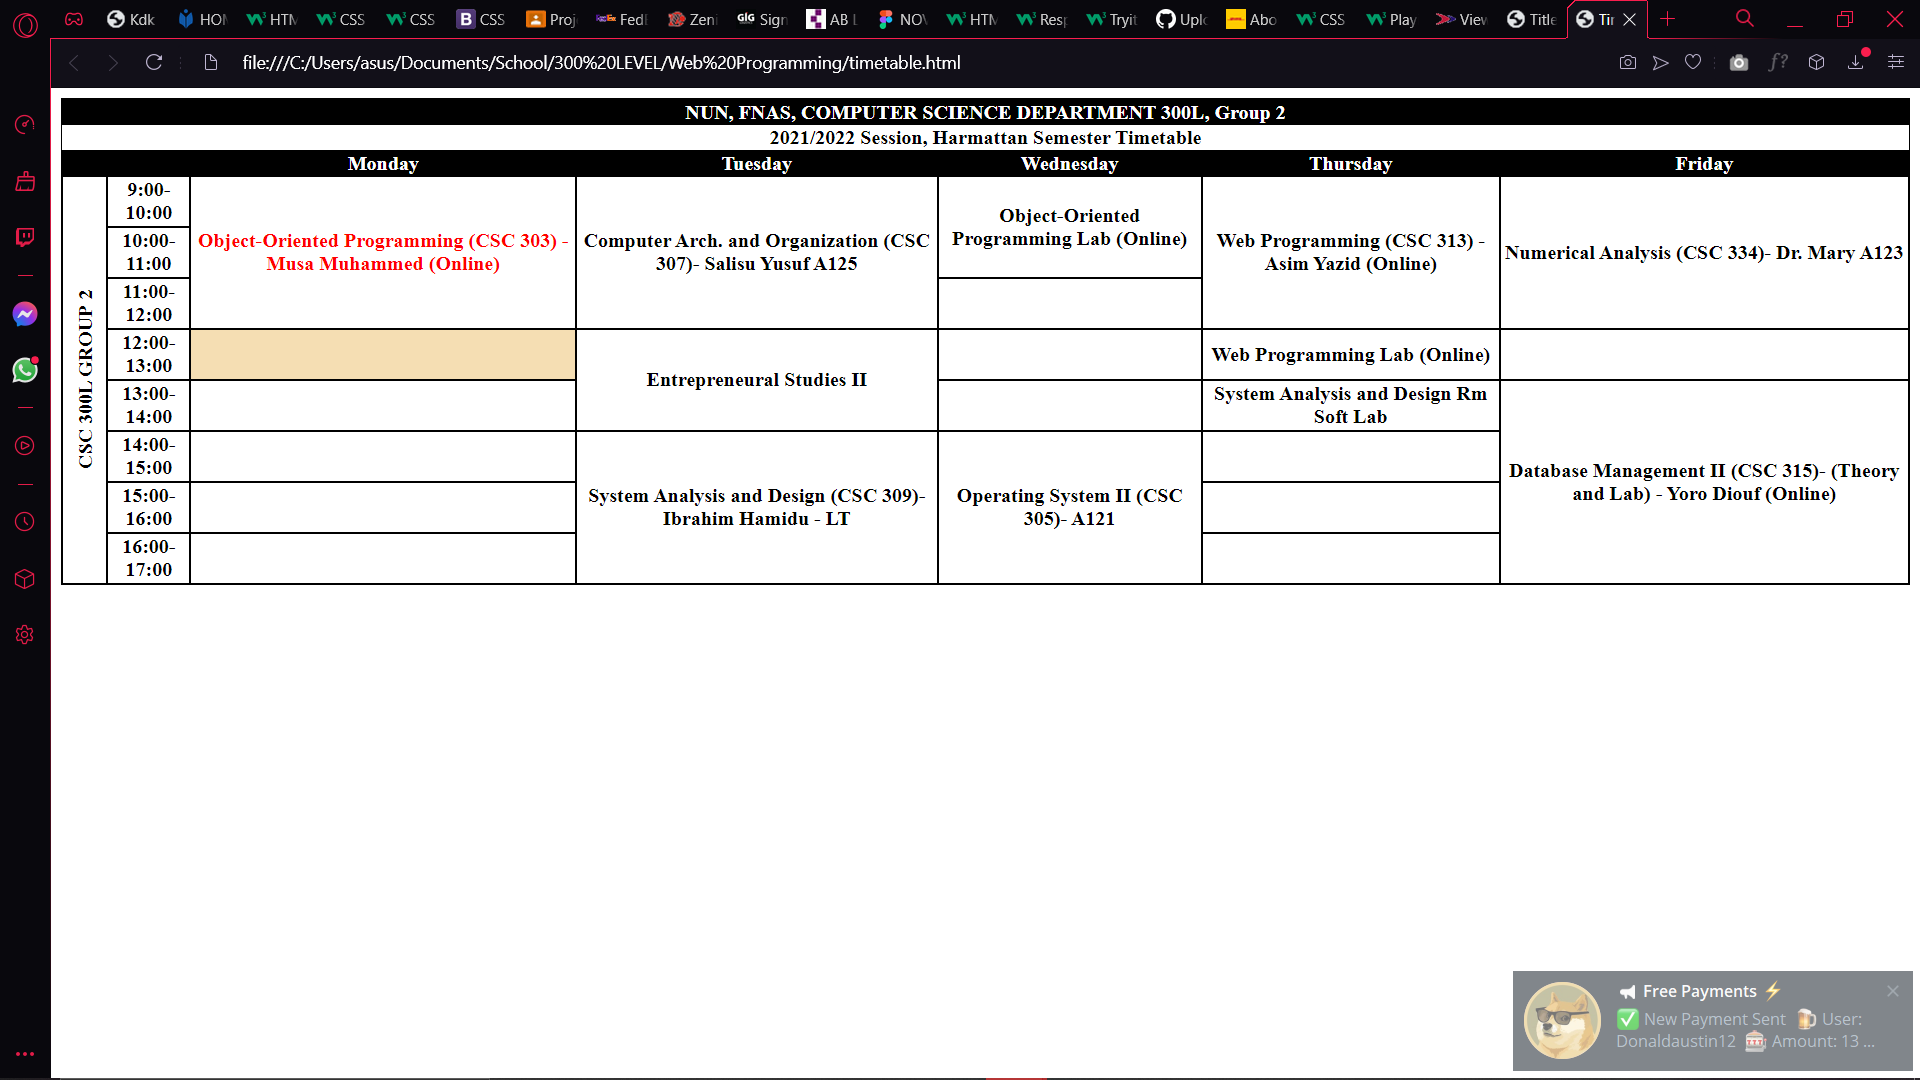 Kdk HOM HTM CSS CSS CSS Proj FedE Zeni GIG Sign AB L NOV HTM Resp Tryit Uplo Abo CSS Play View Title Tir
file:///C:/Users/asus/Documents/School/300%20LEVEL/Web%20Programming/timetable.html
NUN, FNAS, COMPUTER SCIENCE DEPARTMENT 300L, Group 2
2021/2022 Session, Harmattan Semester Timetable
Monday Tuesday Wednesday Thursday Friday
CSC 300L GROUP 2
9:00-
10:00
10:00-
11:00
11:00-
12:00
12:00-
13:00
13:00-
14:00
14:00-
15:00
15:00-
16:00
16:00-
17:00
Object-Oriented Programming (CSC 303) -
Musa Muhammed (Online)
Computer Arch. and Organization (CSC
307)- Salisu Yusuf A125
Entrepreneural Studies II
System Analysis and Design (CSC 309)-
Ibrahim Hamidu - LT
Object-Oriented
Programming Lab (Online)
Operating System II (CSC
305)- A121
Web Programming (CSC 313) -
Asim Yazid (Online)
Web Programming Lab (Online)
System Analysis and Design Rm
Soft Lab
Numerical Analysis (CSC 334)- Dr. Mary A123
Database Management II (CSC 315)- (Theory
and Lab) - Yoro Diouf (Online)
Free Payments ⚡
✅ New Payment Sent 🍺 User:
Donaldaustin12 🎰 Amount: 13 ...